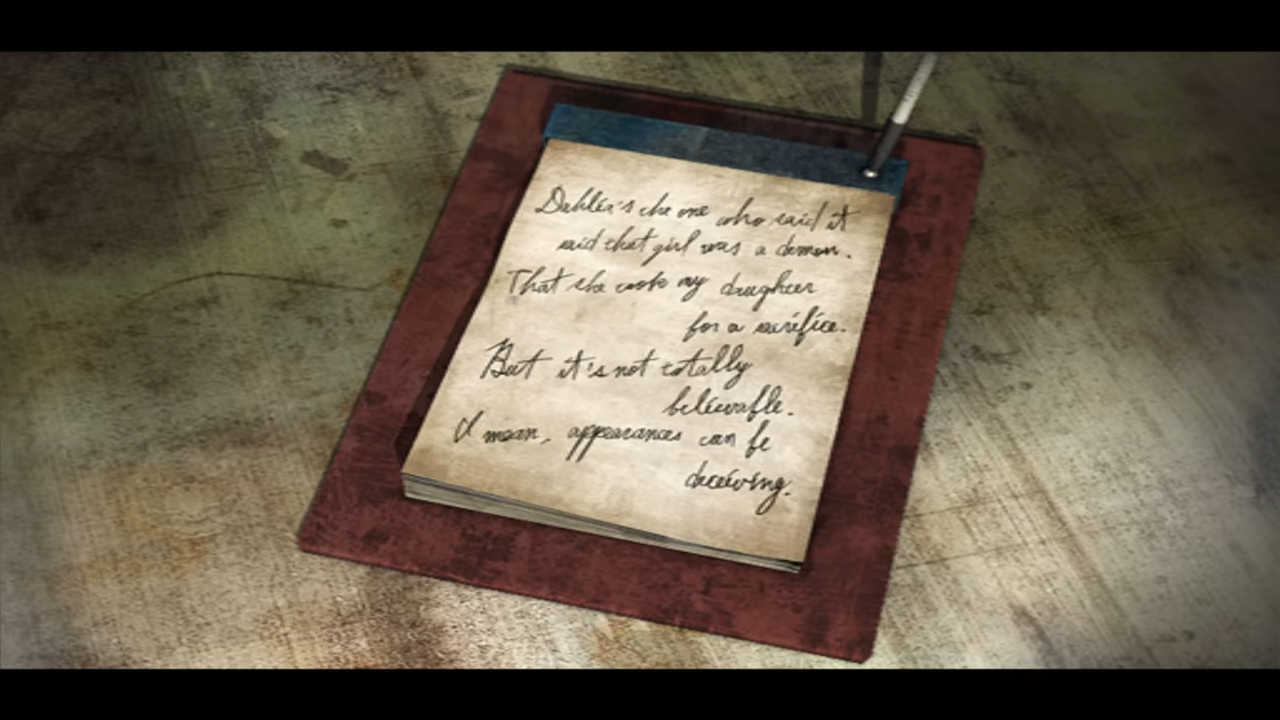 Dahlia's the one who said it
said that girl was a demon.
That she took my daughter
for a sacrifice.
But it's not totally
believable.
I mean, appearances can be
deceiving.